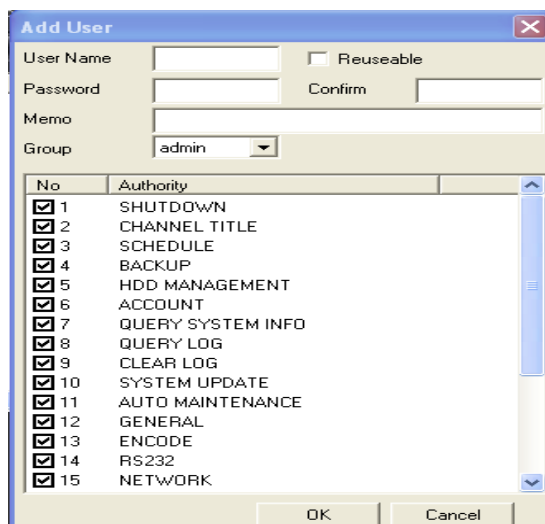 Add User
User Name
Reuseable
Password Confirm
Memo
Group admin
No Authority
1 SHUTDOWN
2 CHANNEL TITLE
3 SCHEDULE
4 BACKUP
5 HDD MANAGEMENT
6 ACCOUNT
7 QUERY SYSTEM INFO
8 QUERY LOG
9 CLEAR LOG
10 SYSTEM UPDATE
11 AUTO MAINTENANCE
12 GENERAL
13 ENCODE
14 RS232
15 NETWORK
OK Cancel